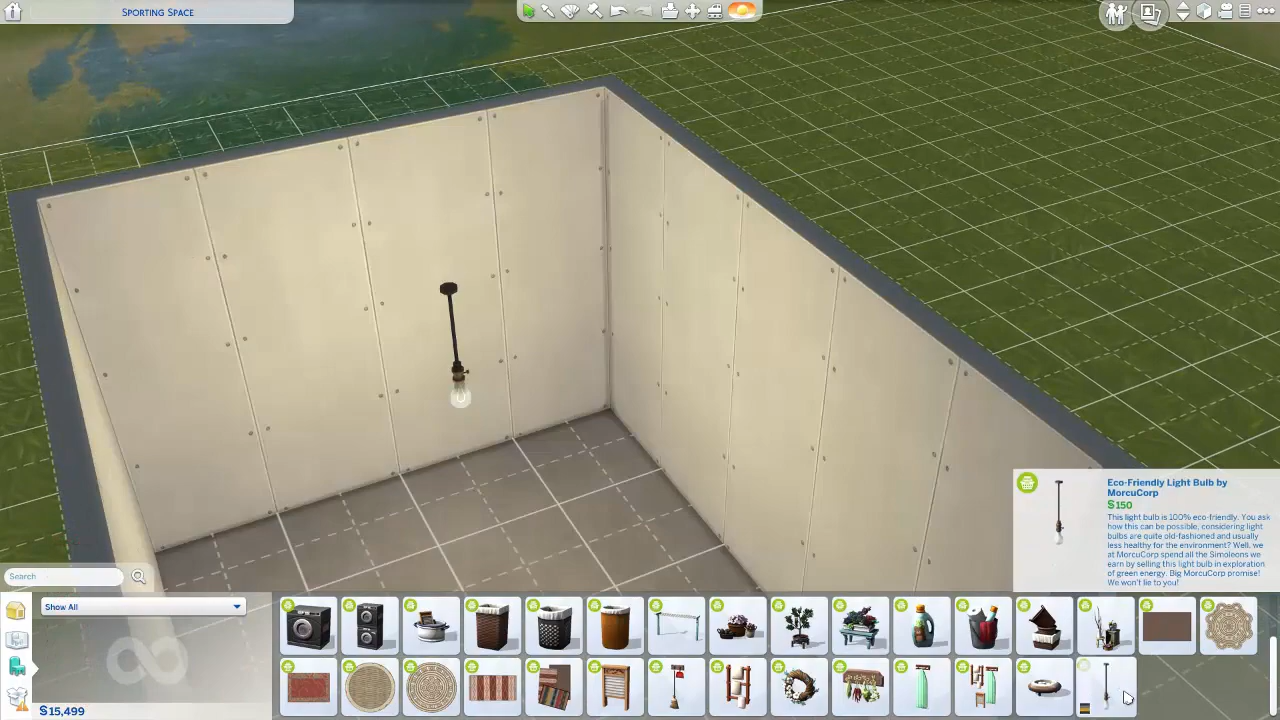 SPORTING SPACE
Eco-Friendly Light Bulb by
MorcuCorp
§150
This light bulb is 100% eco-friendly. You ask
how this can be possible, considering light
bulbs are quite old-fashioned and usually
less healthy for the environment? Well, we
at MorcuCorp spend all the Simoleons we
earn by selling this light bulb in exploration
of green energy. Big MorcuCorp promise!
We won't lie to you!
Search
Show All
§15,499